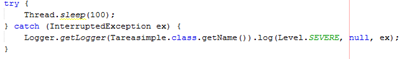 try {
Thread.sleep(100);
} catch (InterruptedException ex) {
Logger.getLogger(Tareasimple.class.getName()).log(Level.SEVERE, null, ex);
}